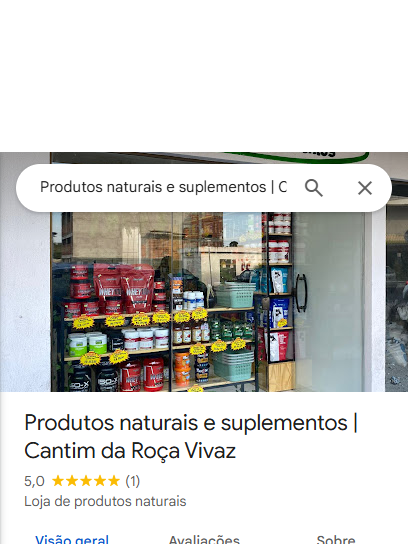 Produtos naturais e suplementos | C
Produtos naturais e suplementos |
Cantim da Roça Vivaz
5,0 ★★★★★ (1)
Loja de produtos naturais
Visão geral Avaliações Sobre